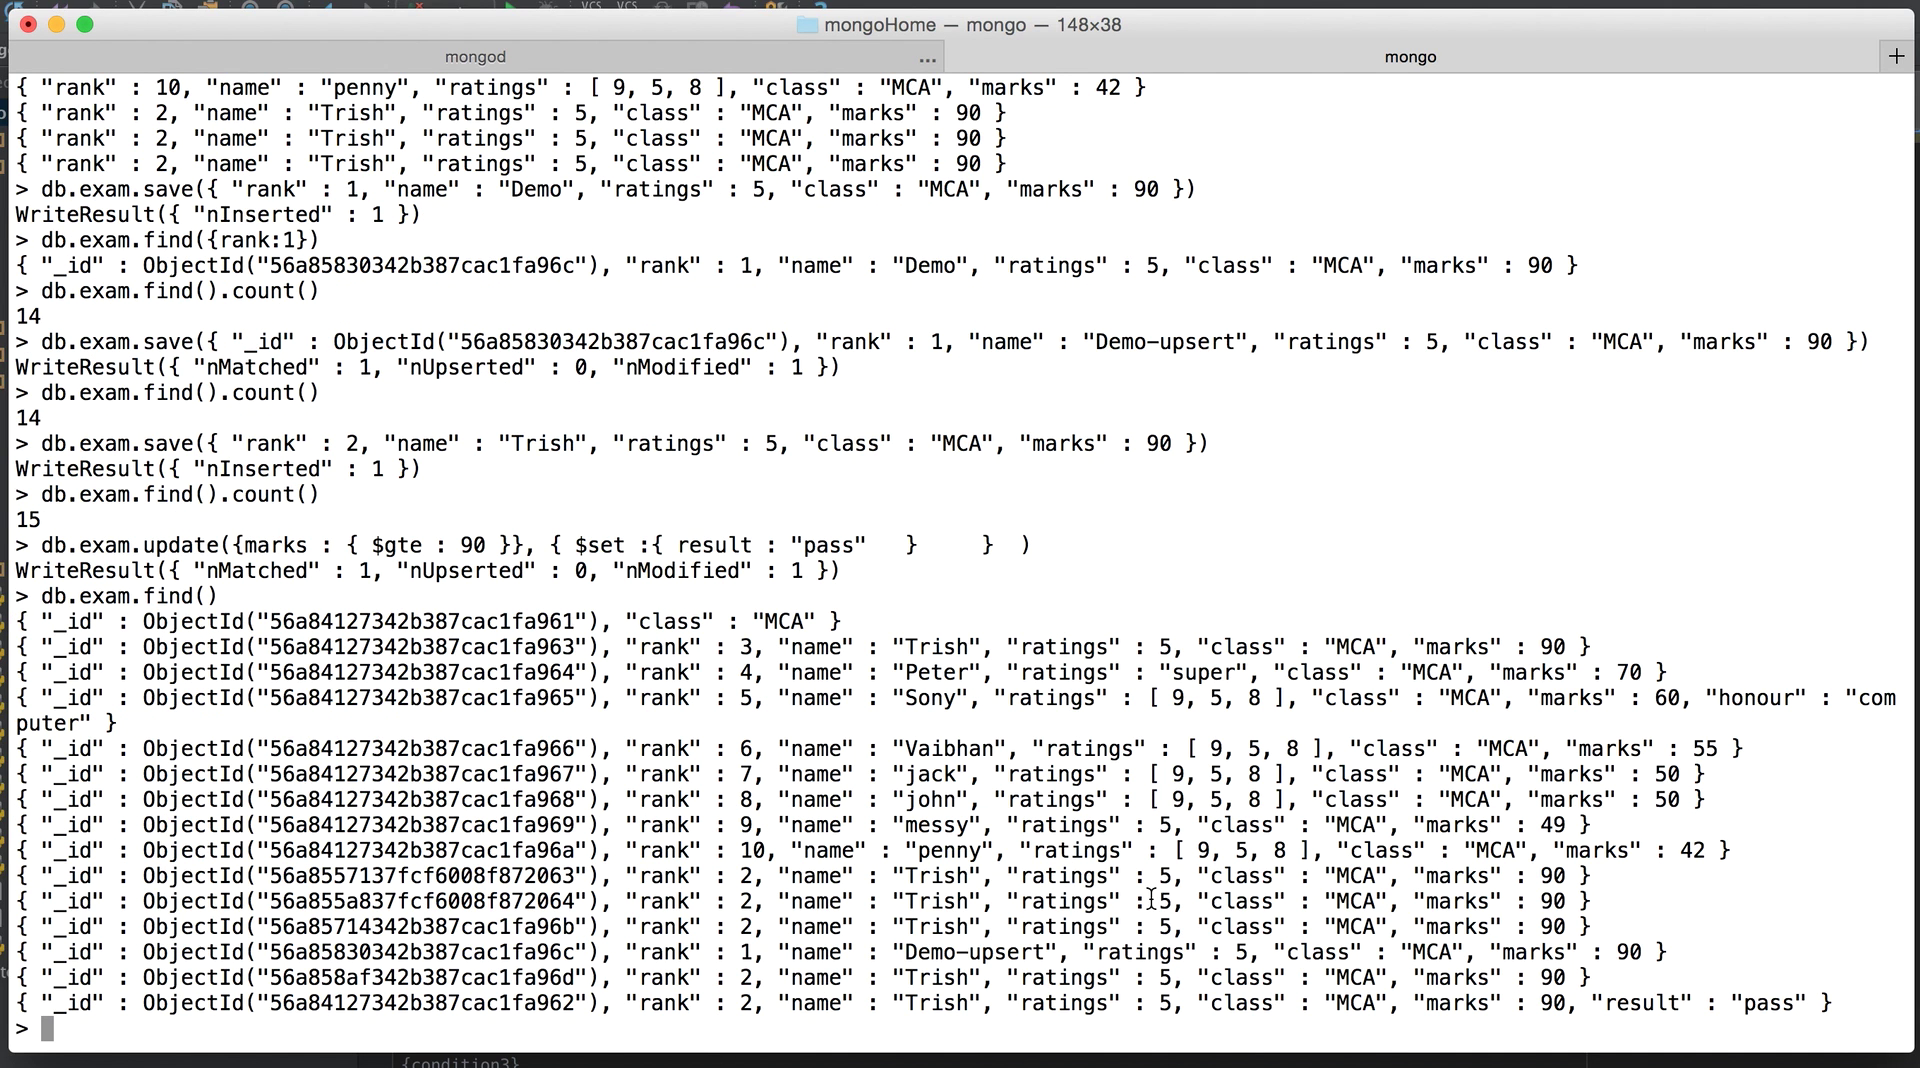 VCS VCS
mongoHome — mongo — 148×38
mongod ... mongo +
{ "rank" : 10, "name" : "penny", "ratings" : [ 9, 5, 8 ], "class" : "MCA", "marks" : 42 }
{ "rank" : 2, "name" : "Trish", "ratings" : 5, "class" : "MCA", "marks" : 90 }
{ "rank" : 2, "name" : "Trish", "ratings" : 5, "class" : "MCA", "marks" : 90 }
{ "rank" : 2, "name" : "Trish", "ratings" : 5, "class" : "MCA", "marks" : 90 }
> db.exam.save({ "rank" : 1, "name" : "Demo", "ratings" : 5, "class" : "MCA", "marks" : 90 })
WriteResult({ "nInserted" : 1 })
> db.exam.find({rank:1})
{ "_id" : ObjectId("56a85830342b387cac1fa96c"), "rank" : 1, "name" : "Demo", "ratings" : 5, "class" : "MCA", "marks" : 90 }
> db.exam.find().count()
14
> db.exam.save({ "_id" : ObjectId("56a85830342b387cac1fa96c"), "rank" : 1, "name" : "Demo-upsert", "ratings" : 5, "class" : "MCA", "marks" : 90 })
WriteResult({ "nMatched" : 1, "nUpserted" : 0, "nModified" : 1 })
> db.exam.find().count()
14
> db.exam.save({ "rank" : 2, "name" : "Trish", "ratings" : 5, "class" : "MCA", "marks" : 90 })
WriteResult({ "nInserted" : 1 })
> db.exam.find().count()
15
> db.exam.update({marks : { $gte : 90 }}, { $set :{ result : "pass"   }     }  )
WriteResult({ "nMatched" : 1, "nUpserted" : 0, "nModified" : 1 })
> db.exam.find()
{ "_id" : ObjectId("56a84127342b387cac1fa961"), "class" : "MCA" }
{ "_id" : ObjectId("56a84127342b387cac1fa963"), "rank" : 3, "name" : "Trish", "ratings" : 5, "class" : "MCA", "marks" : 90 }
{ "_id" : ObjectId("56a84127342b387cac1fa964"), "rank" : 4, "name" : "Peter", "ratings" : "super", "class" : "MCA", "marks" : 70 }
{ "_id" : ObjectId("56a84127342b387cac1fa965"), "rank" : 5, "name" : "Sony", "ratings" : [ 9, 5, 8 ], "class" : "MCA", "marks" : 60, "honour" : "com
puter" }
{ "_id" : ObjectId("56a84127342b387cac1fa966"), "rank" : 6, "name" : "Vaibhan", "ratings" : [ 9, 5, 8 ], "class" : "MCA", "marks" : 55 }
{ "_id" : ObjectId("56a84127342b387cac1fa967"), "rank" : 7, "name" : "jack", "ratings" : [ 9, 5, 8 ], "class" : "MCA", "marks" : 50 }
{ "_id" : ObjectId("56a84127342b387cac1fa968"), "rank" : 8, "name" : "john", "ratings" : [ 9, 5, 8 ], "class" : "MCA", "marks" : 50 }
{ "_id" : ObjectId("56a84127342b387cac1fa969"), "rank" : 9, "name" : "messy", "ratings" : 5, "class" : "MCA", "marks" : 49 }
{ "_id" : ObjectId("56a84127342b387cac1fa96a"), "rank" : 10, "name" : "penny", "ratings" : [ 9, 5, 8 ], "class" : "MCA", "marks" : 42 }
{ "_id" : ObjectId("56a8557137fcf6008f872063"), "rank" : 2, "name" : "Trish", "ratings" : 5, "class" : "MCA", "marks" : 90 }
{ "_id" : ObjectId("56a855a837fcf6008f872064"), "rank" : 2, "name" : "Trish", "ratings" : 5, "class" : "MCA", "marks" : 90 }
{ "_id" : ObjectId("56a85714342b387cac1fa96b"), "rank" : 2, "name" : "Trish", "ratings" : 5, "class" : "MCA", "marks" : 90 }
{ "_id" : ObjectId("56a85830342b387cac1fa96c"), "rank" : 1, "name" : "Demo-upsert", "ratings" : 5, "class" : "MCA", "marks" : 90 }
{ "_id" : ObjectId("56a858af342b387cac1fa96d"), "rank" : 2, "name" : "Trish", "ratings" : 5, "class" : "MCA", "marks" : 90 }
{ "_id" : ObjectId("56a84127342b387cac1fa962"), "rank" : 2, "name" : "Trish", "ratings" : 5, "class" : "MCA", "marks" : 90, "result" : "pass" }
>
{condition3}